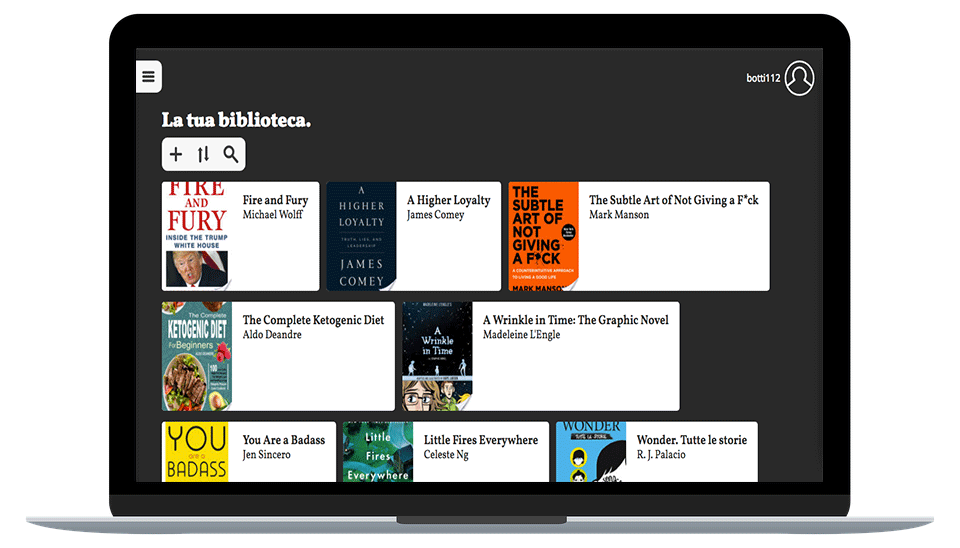 botti112
La tua biblioteca.
FIRE
AND
FURY
INSIDE THE TRUMP
WHITE HOUSE
Fire and Fury
Michael Wolff
A
HIGHER
LOYALTY
TRUTH, LIES, AND
LEADERSHIP
JAMES
COMEY
A Higher Loyalty
James Comey
THE
SUBTLE
ART OF
NOT
GIVING
A F*CK
A COUNTERINTUITIVE APPROACH
TO LIVING A GOOD LIFE
MARK MANSO
The Subtle Art of Not Giving a F*ck
Mark Manson
The Complete
KETOGENIC DIET
For Beginners
100
The Complete Ketogenic Diet
Aldo Deandre
MADELEINE L'ENGLE'S
A
Wrinkle
in Time
A Wrinkle in Time: The Graphic Novel
Madeleine L'Engle
YOU
ARE A
BADASS
You Are a Badass
Jen Sincero
Little
Fires
Everywhere
Little Fires Everywhere
Celeste Ng
WONDER
TUTTE LE STORIE
Wonder. Tutte le storie
R. J. Palacio